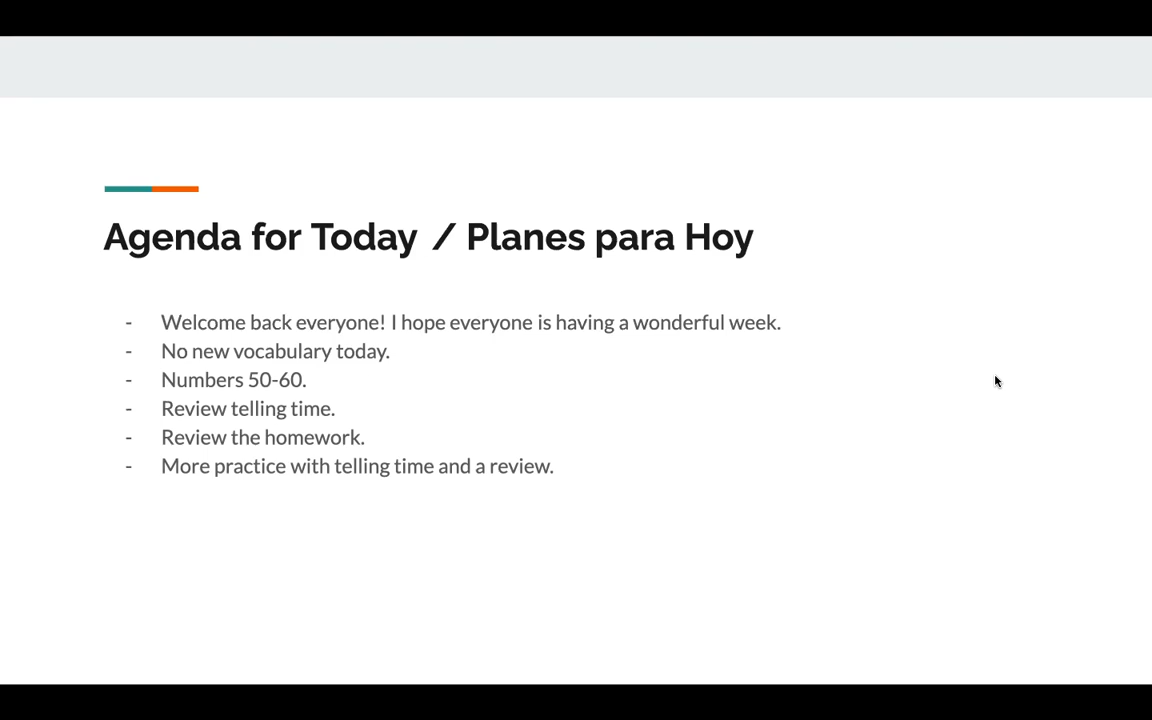 Agenda for Today / Planes para Hoy
- Welcome back everyone! I hope everyone is having a wonderful week.
- No new vocabulary today.
- Numbers 50-60.
- Review telling time.
- Review the homework.
- More practice with telling time and a review.